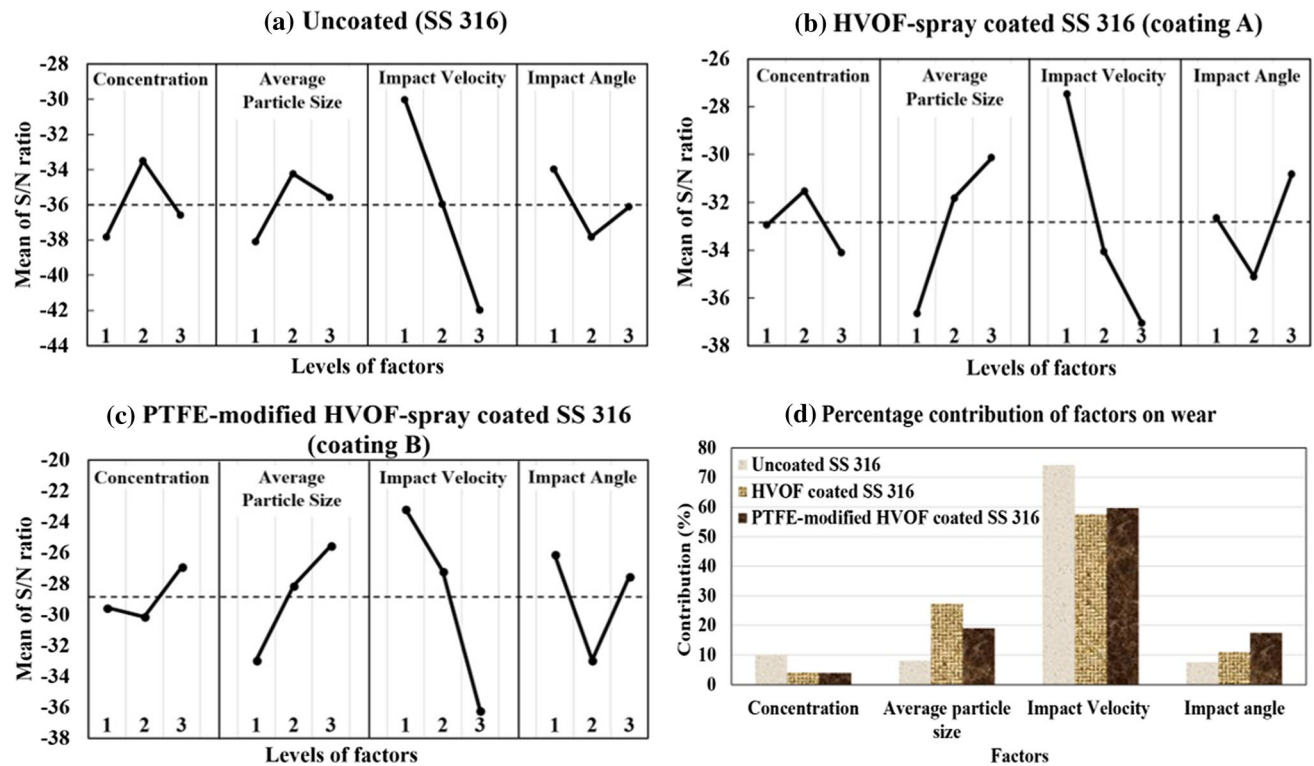 (a) Uncoated (SS 316)
Mean of S/N ratio
-28
-30
-32
-34
-36
-38
-40
-42
-44
Concentration
Average
Particle Size
Impact Velocity
Impact Angle
1 2 3
1 2 3
1 2 3
1 2 3
Levels of factors
(b) HVOF-spray coated SS 316 (coating A)
Mean of S/N ratio
-26
-28
-30
-32
-34
-36
-38
Concentration
Average
Particle Size
Impact Velocity
Impact Angle
1 2 3
1 2 3
1 2 3
1 2 3
Levels of factors
(c) PTFE-modified HVOF-spray coated SS 316
(coating B)
Mean of S/N ratio
-20
-22
-24
-26
-28
-30
-32
-34
-36
-38
Concentration
Average
Particle Size
Impact Velocity
Impact Angle
1 2 3
1 2 3
1 2 3
1 2 3
Levels of factors
(d) Percentage contribution of factors on wear
Contribution (%)
80
70
60
50
40
30
20
10
0
Uncoated SS 316
HVOF coated SS 316
PTFE-modified HVOF coated SS 316
Concentration
Average particle
size
Impact Velocity
Impact angle
Factors